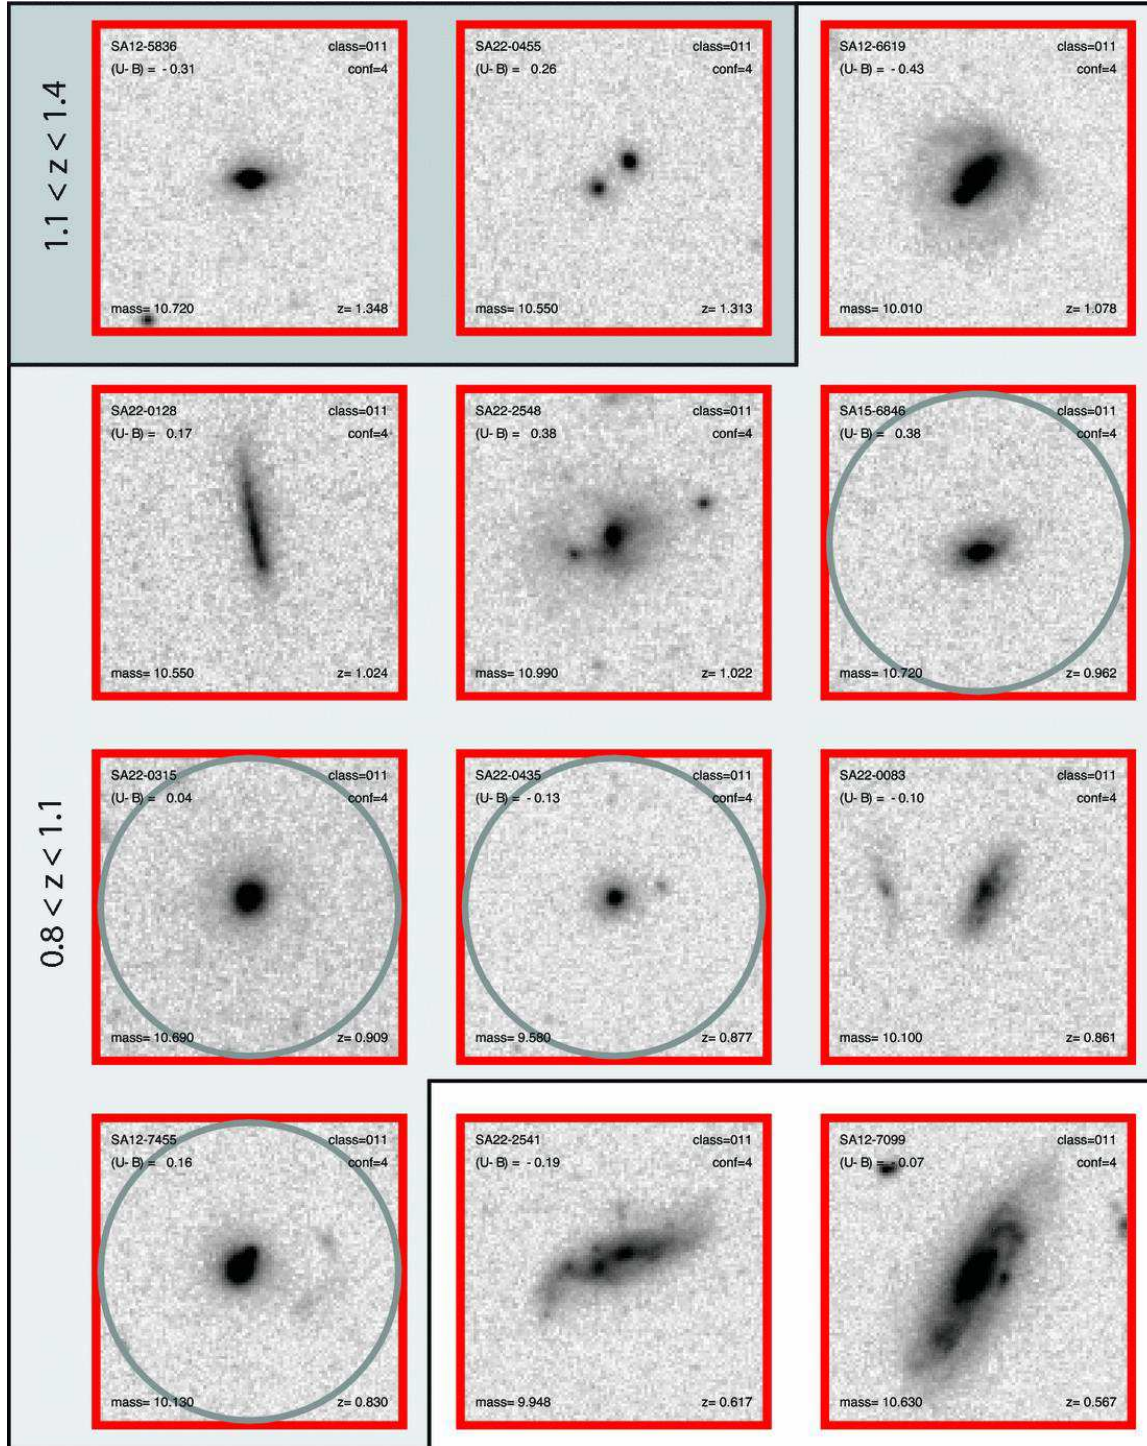 1.1 < z < 1.4
SA12-5836 class=011
(U- B) = - 0.31 conf=4
mass= 10.720 z= 1.348
SA22-0455 class=011
(U- B) = 0.26 conf=4
mass= 10.550 z= 1.313
SA12-6619 class=011
(U- B) = - 0.43 conf=4
mass= 10.010 z= 1.078
0.8 < z < 1.1
SA22-0128 class=011
(U- B) = 0.17 conf=4
mass= 10.550 z= 1.024
SA22-2548 class=011
(U- B) = 0.38 conf=4
mass= 10.990 z= 1.022
SA15-6846 class=011
(U- B) = 0.38 conf=4
mass= 10.720 z= 0.962
SA22-0315 class=011
(U- B) = 0.04 conf=4
mass= 10.690 z= 0.909
SA22-0435 class=011
(U- B) = - 0.13 conf=4
mass= 9.580 z= 0.877
SA22-0083 class=011
(U- B) = - 0.10 conf=4
mass= 10.100 z= 0.861
SA12-7455 class=011
(U- B) = 0.16 conf=4
mass= 10.130 z= 0.830
SA22-2541 class=011
(U- B) = - 0.19 conf=4
mass= 9.948 z= 0.617
SA12-7099 class=011
(U- B) = - 0.07 conf=4
mass= 10.630 z= 0.567